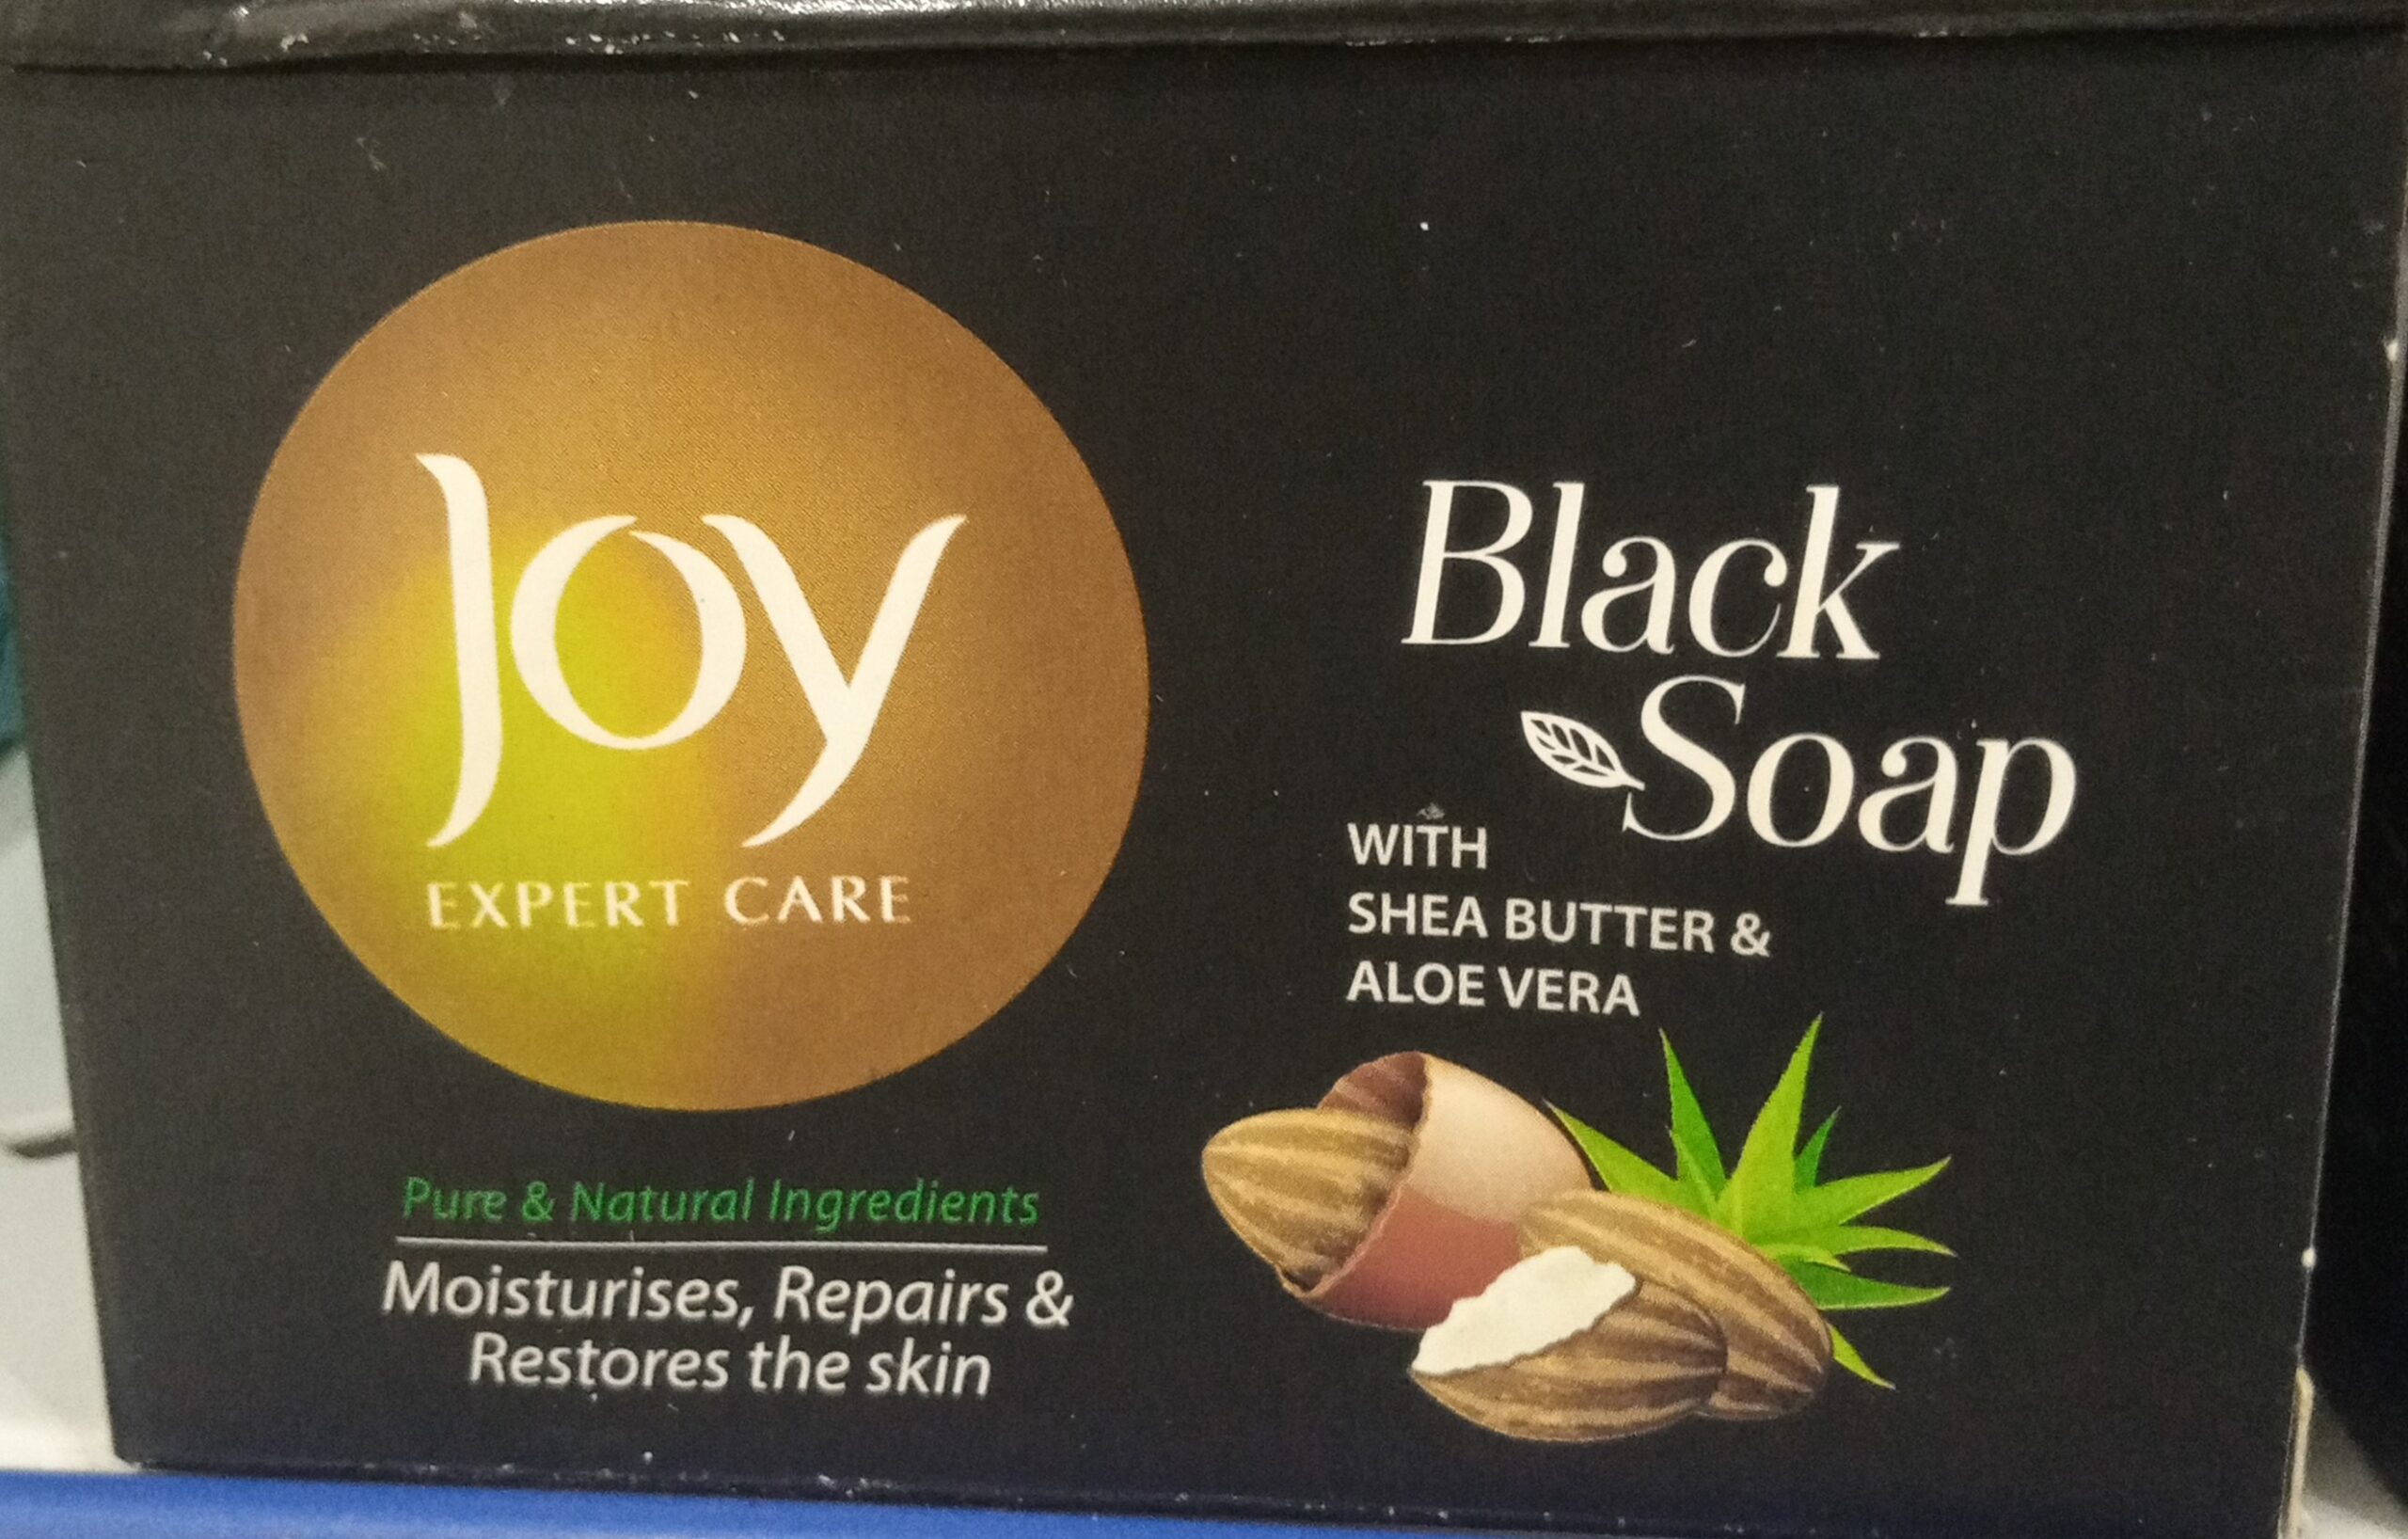 Joy
EXPERT CARE
Pure & Natural Ingredients
Moisturises, Repairs &
Restores the skin
Black
Soap
WITH
SHEA BUTTER &
ALOE VERA